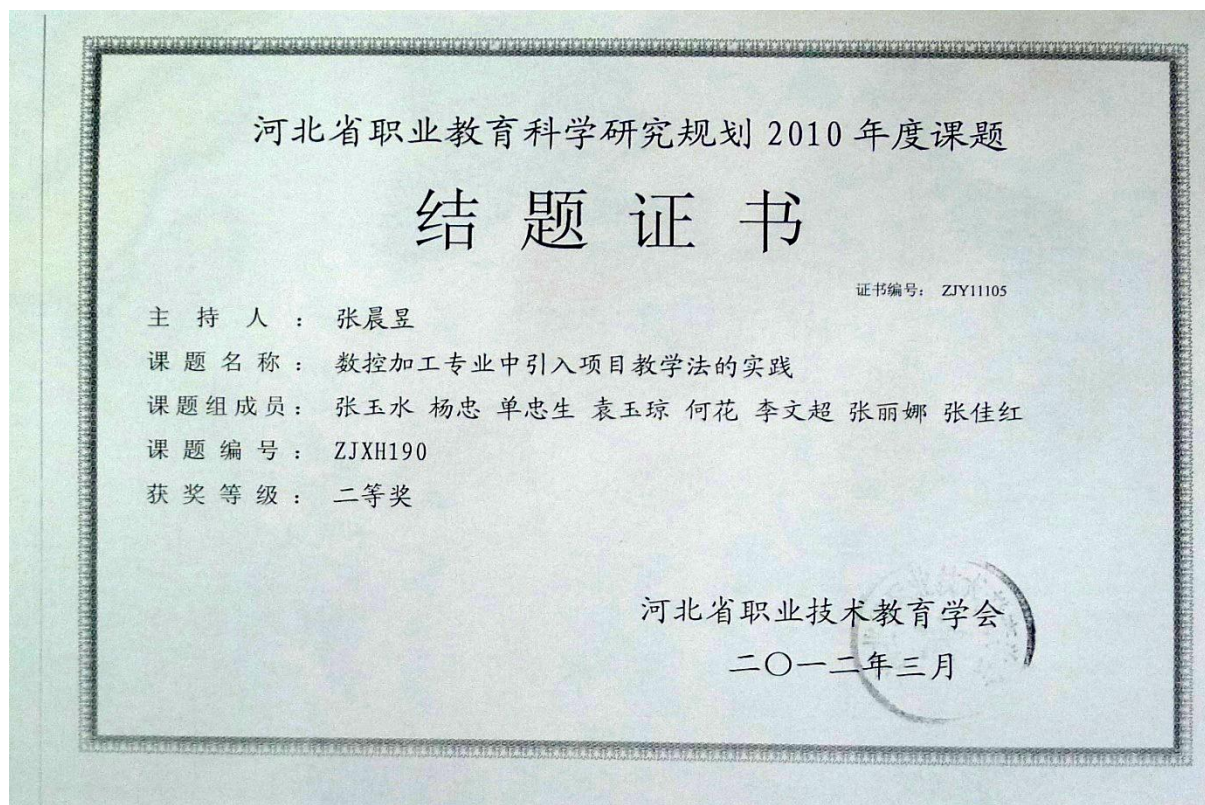 河北省职业教育科学研究规划 2010 年度课题
结 题 证 书
证书编号： ZJY11105
主 持 人 ： 张晨昱
课 题 名 称 ： 数控加工专业中引入项目教学法的实践
课题组成员： 张玉水 杨忠 单忠生 袁玉琼 何花 李文超 张丽娜 张佳红
课 题 编 号 ： ZJXH190
获 奖 等 级 ： 二等奖
河北省职业技术教育学会
二〇一二年三月